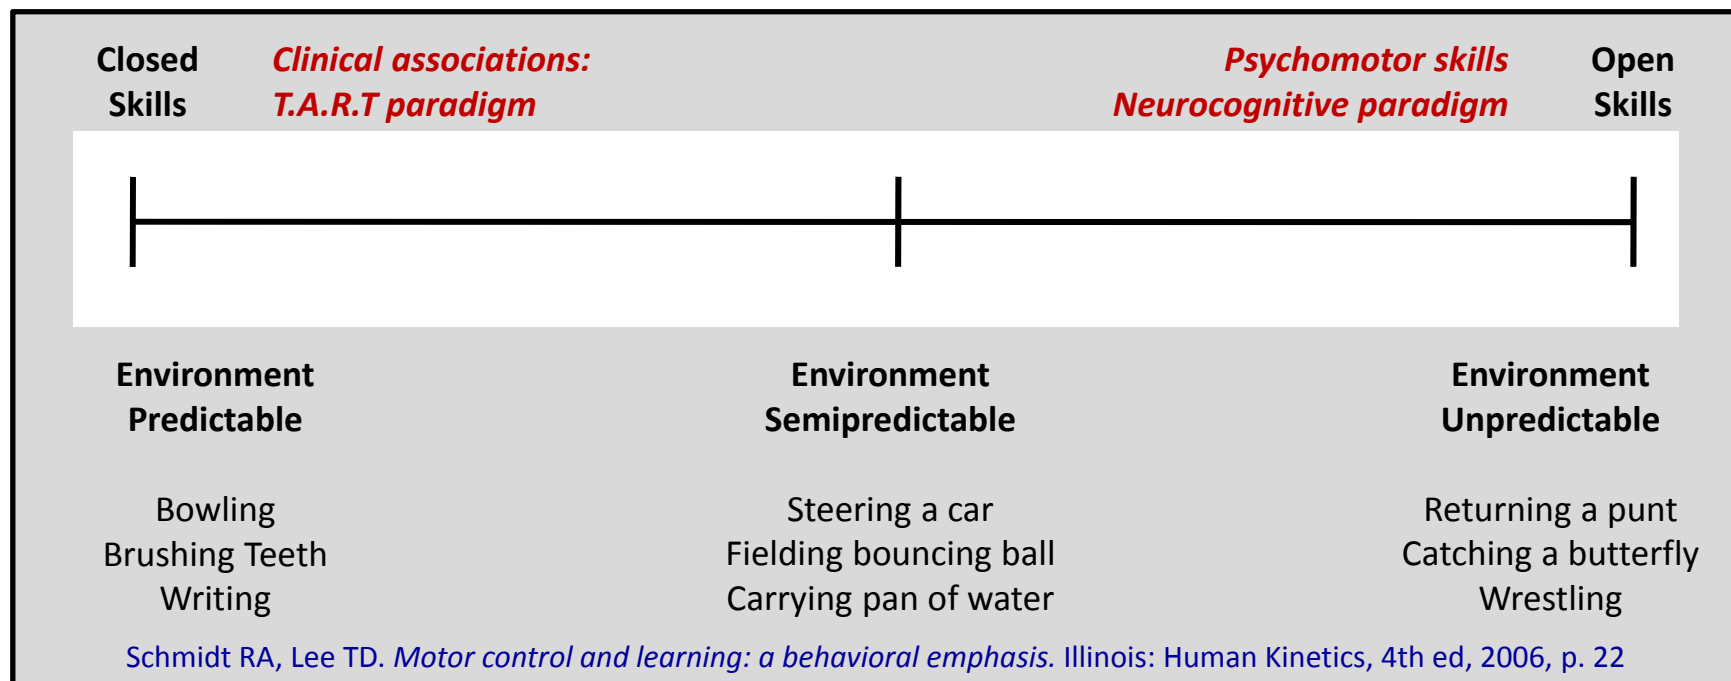 Closed
Skills
Clinical associations:
T.A.R.T paradigm
Psychomotor skills
Neurocognitive paradigm
Open
Skills
Environment
Predictable
Environment
Semipredictable
Environment
Unpredictable
Bowling
Brushing Teeth
Writing
Steering a car
Fielding bouncing ball
Carrying pan of water
Returning a punt
Catching a butterfly
Wrestling
Schmidt RA, Lee TD. Motor control and learning: a behavioral emphasis. Illinois: Human Kinetics, 4th ed, 2006, p. 22